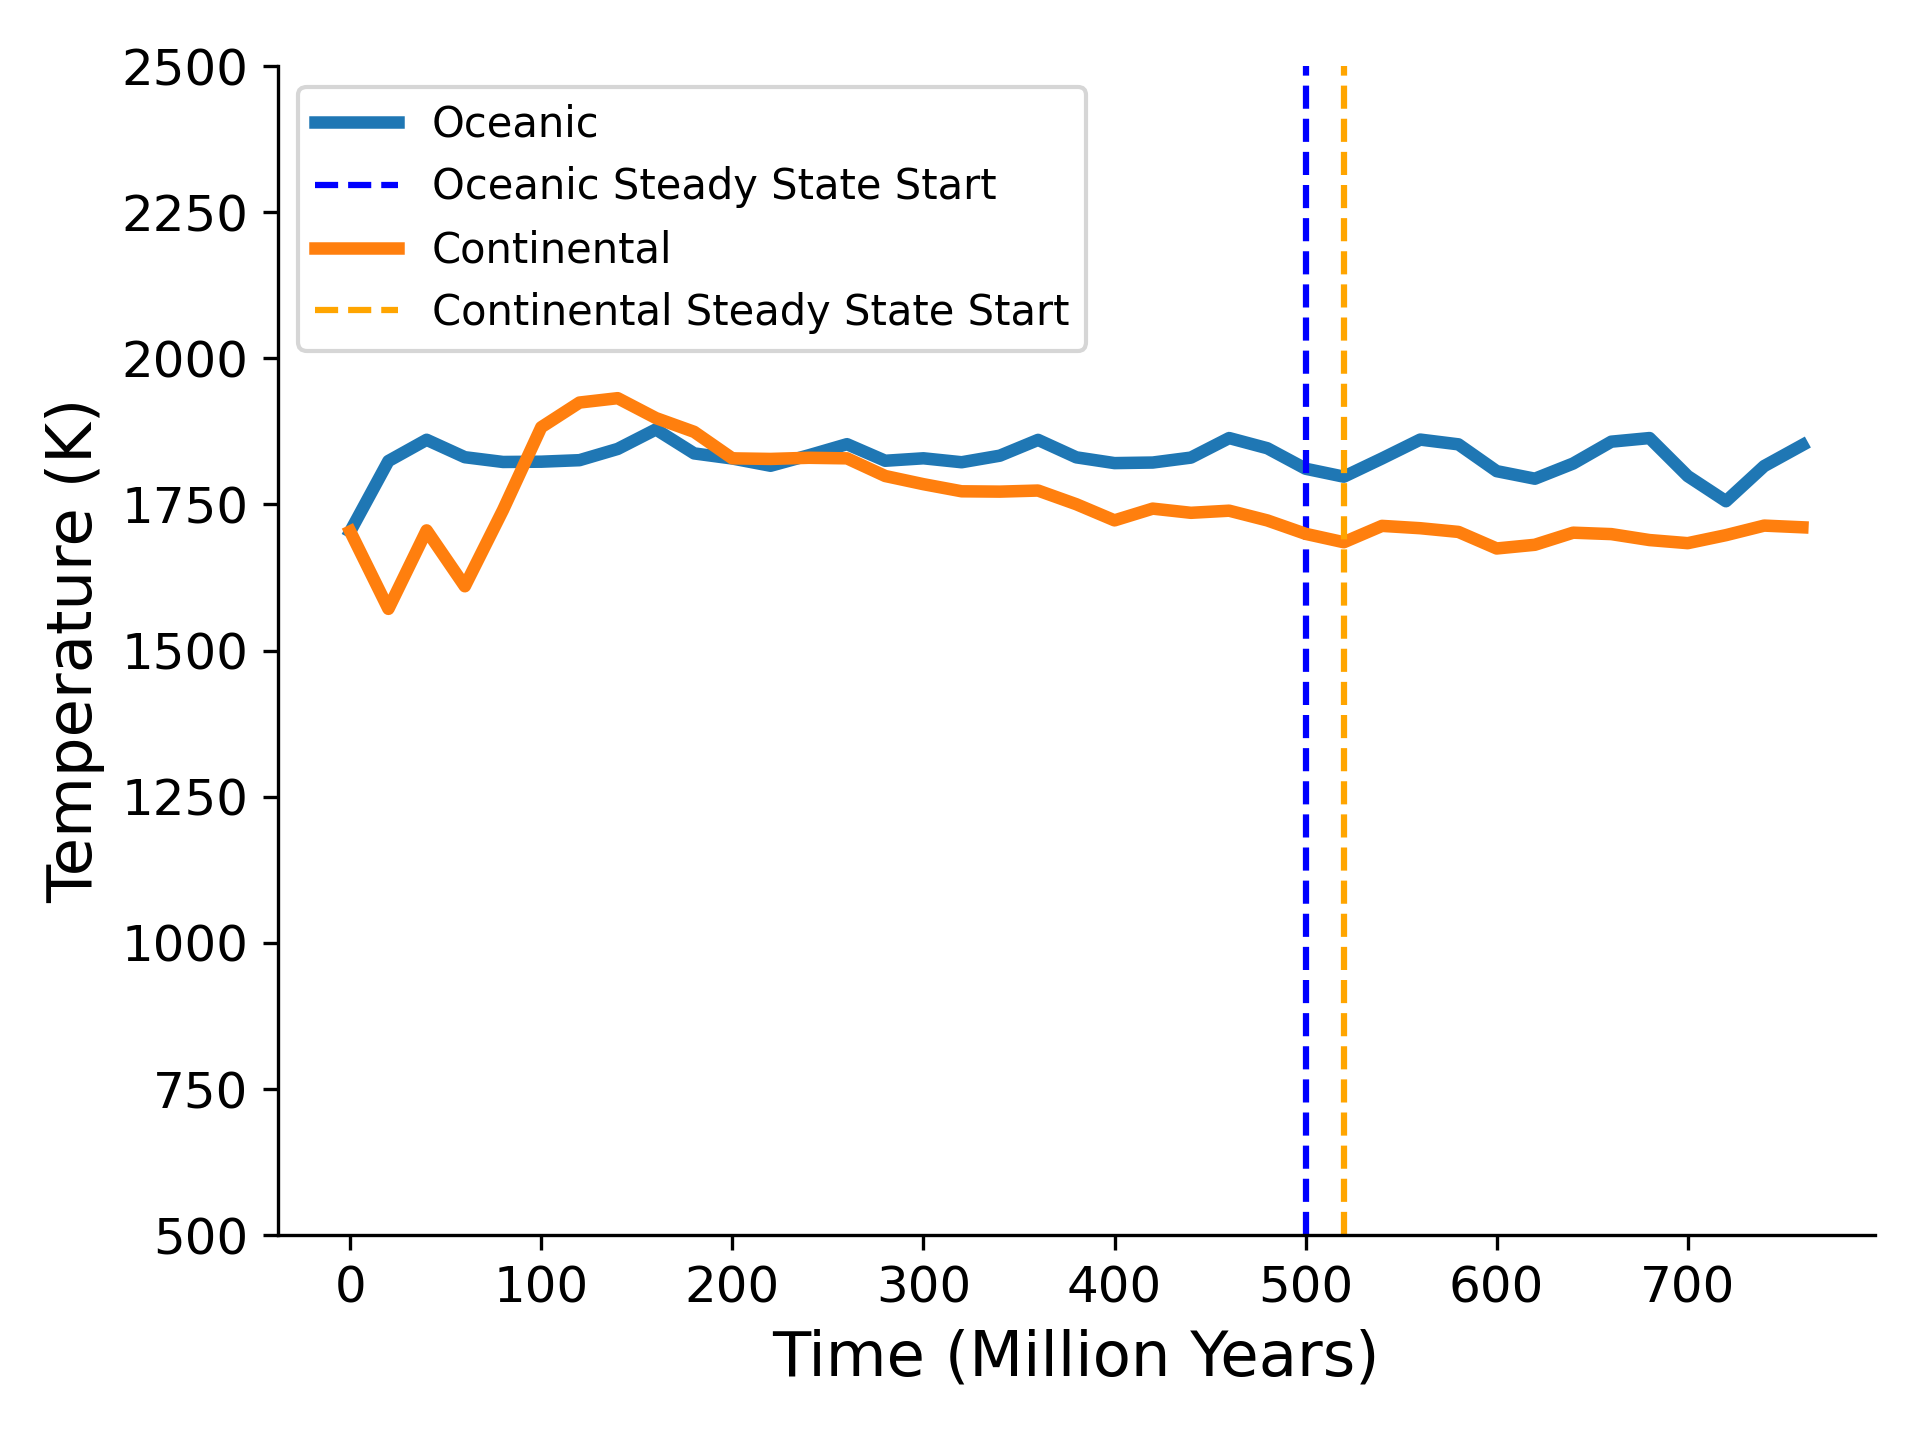 2500
2250
2000
1750
1500
1250
1000
750
500
Temperature (K)
Oceanic
Oceanic Steady State Start
Continental
Continental Steady State Start
0 100 200 300 400 500 600 700
Time (Million Years)